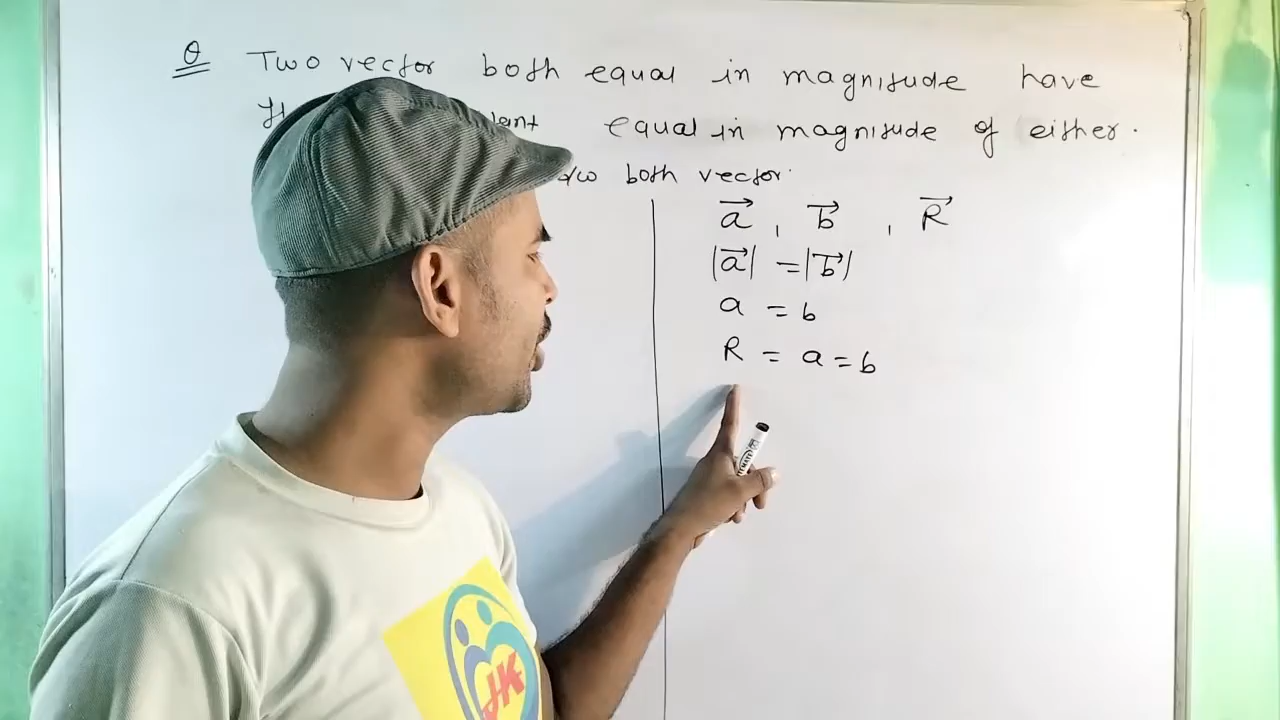 Q Two vector both equal in magnitude have
equal in magnitude of either.
both vector.
a⃗ , b⃗ , R⃗
|a⃗| = |b⃗|
a = b
R = a = b
JK